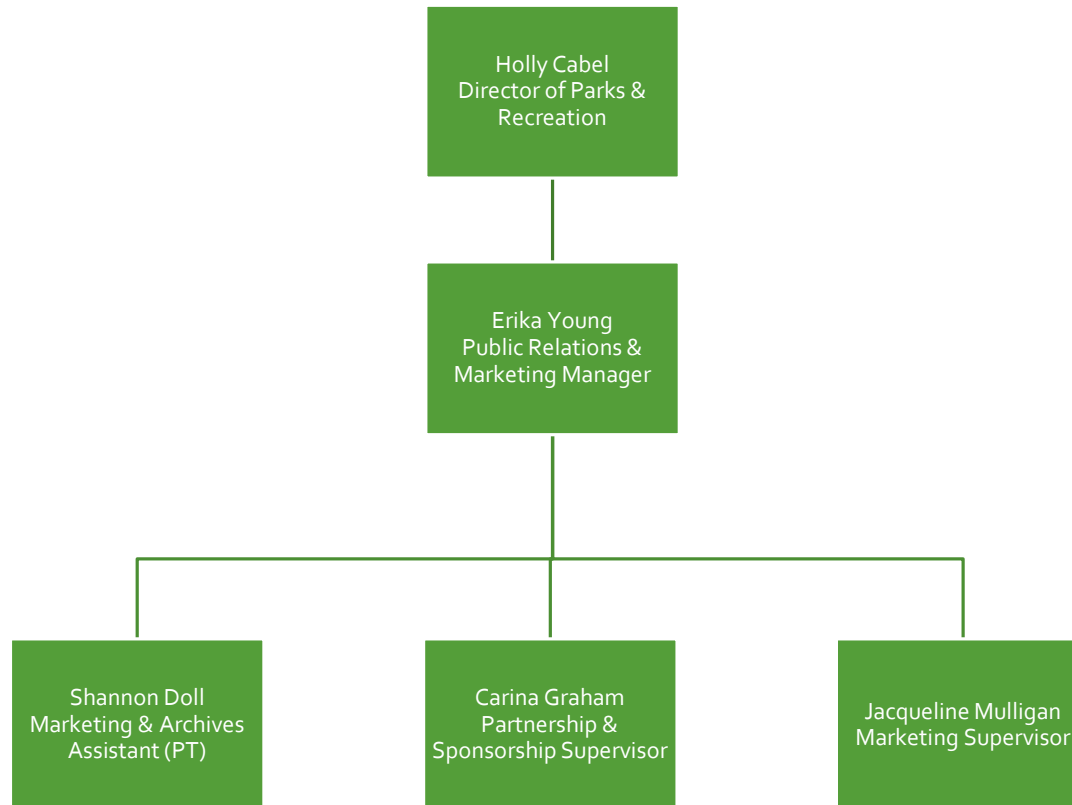 Holly Cabel
Director of Parks &
Recreation
Erika Young
Public Relations &
Marketing Manager
Shannon Doll
Marketing & Archives
Assistant (PT)
Carina Graham
Partnership &
Sponsorship Supervisor
Jacqueline Mulligan
Marketing Supervisor